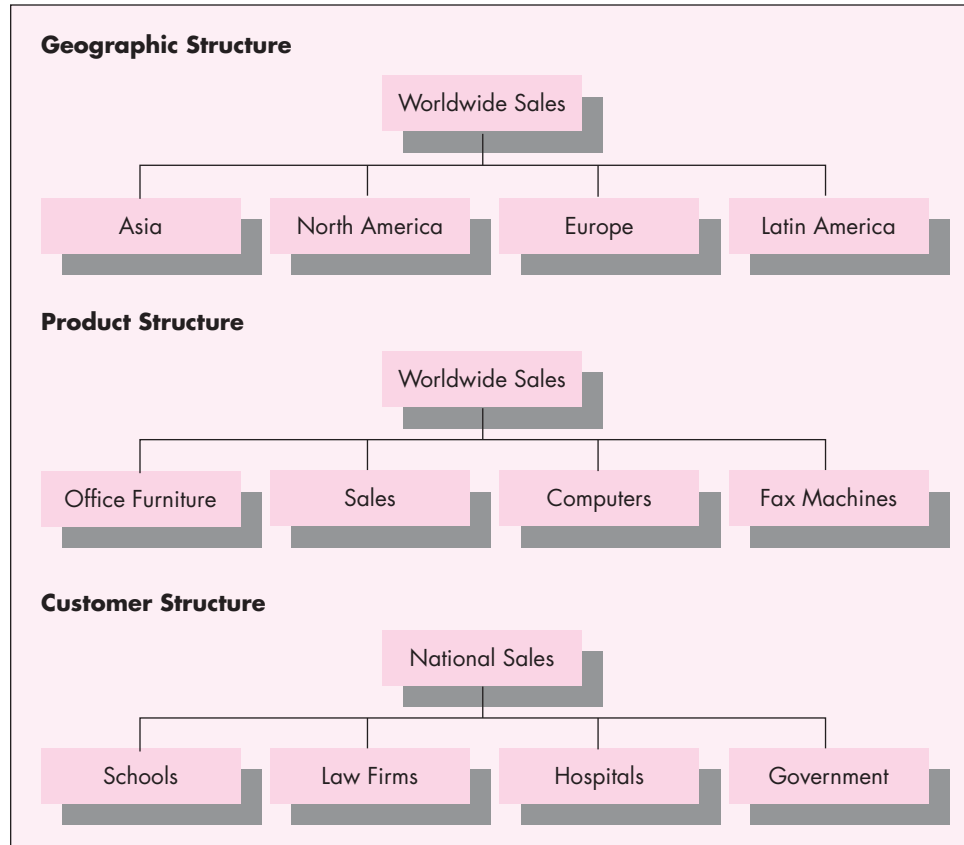 Geographic Structure
Worldwide Sales
Asia
North America
Europe
Latin America
Product Structure
Worldwide Sales
Office Furniture
Sales
Computers
Fax Machines
Customer Structure
National Sales
Schools
Law Firms
Hospitals
Government